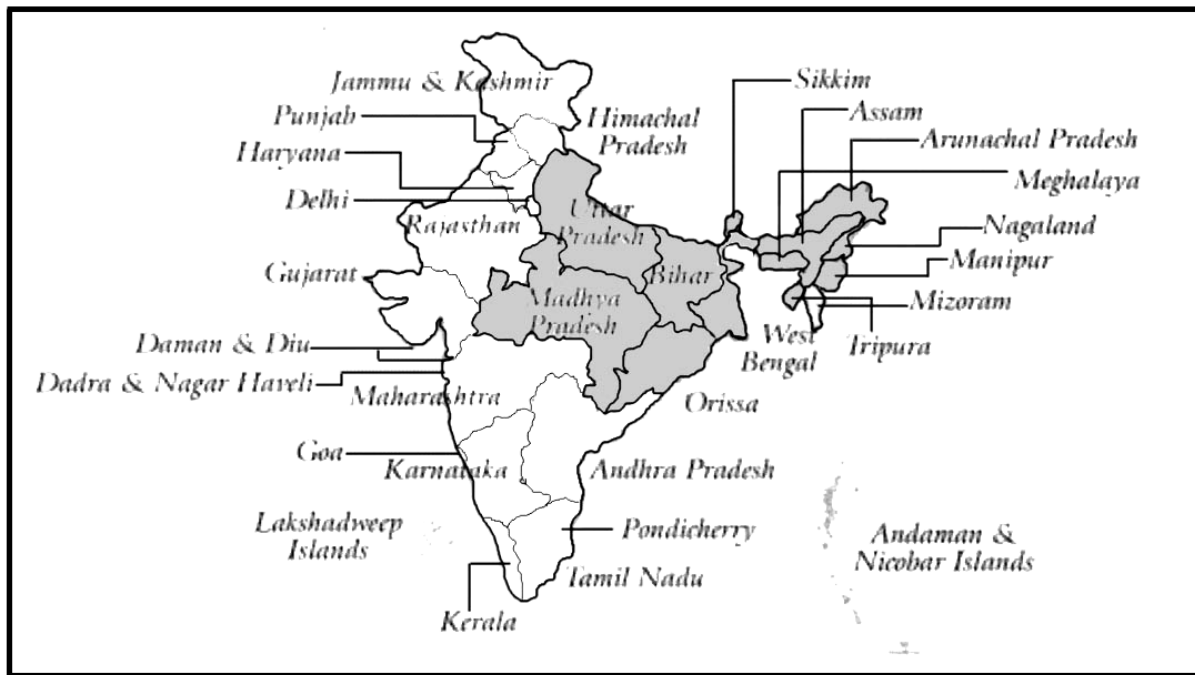 Jammu & Kashmir
Punjab
Haryana
Delhi
Himachal
Pradesh
Rajasthan
Uttar
Pradesh
Gujarat
Bihar
Madhya
Pradesh
Daman & Diu
Dadra & Nagar Haveli
Maharashtra
Goa
Karnataka
Lakshadweep
Islands
Kerala
Sikkim
Assam
Arunachal Pradesh
Meghalaya
Nagaland
Manipur
Mizoram
Tripura
West
Bengal
Orissa
Andhra Pradesh
Pondicherry
Tamil Nadu
Andaman &
Nicobar Islands